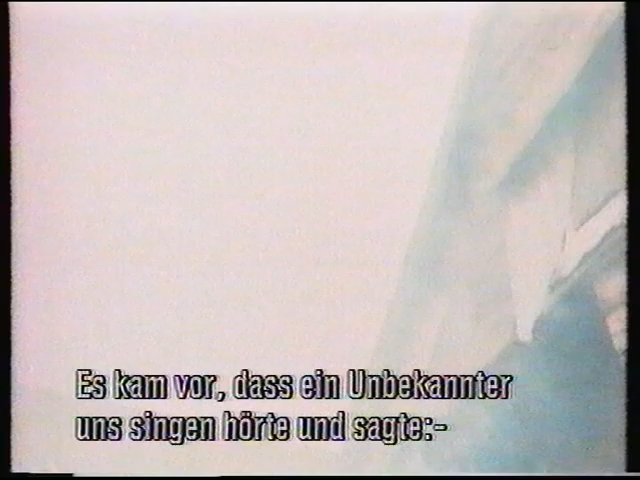 Es kam vor, dass ein Unbekannter
uns singen hörte und sagte:-